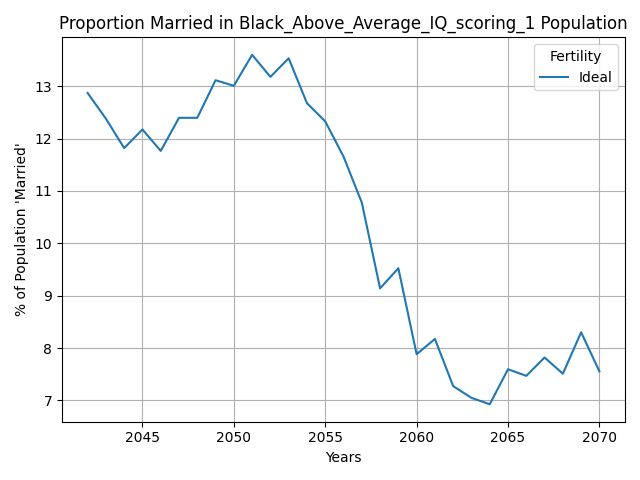 Proportion Married in Black_Above_Average_IQ_scoring_1 Population
Fertility
Ideal
% of Population 'Married'
13
12
11
10
9
8
7
2045 2050 2055 2060 2065 2070
Years